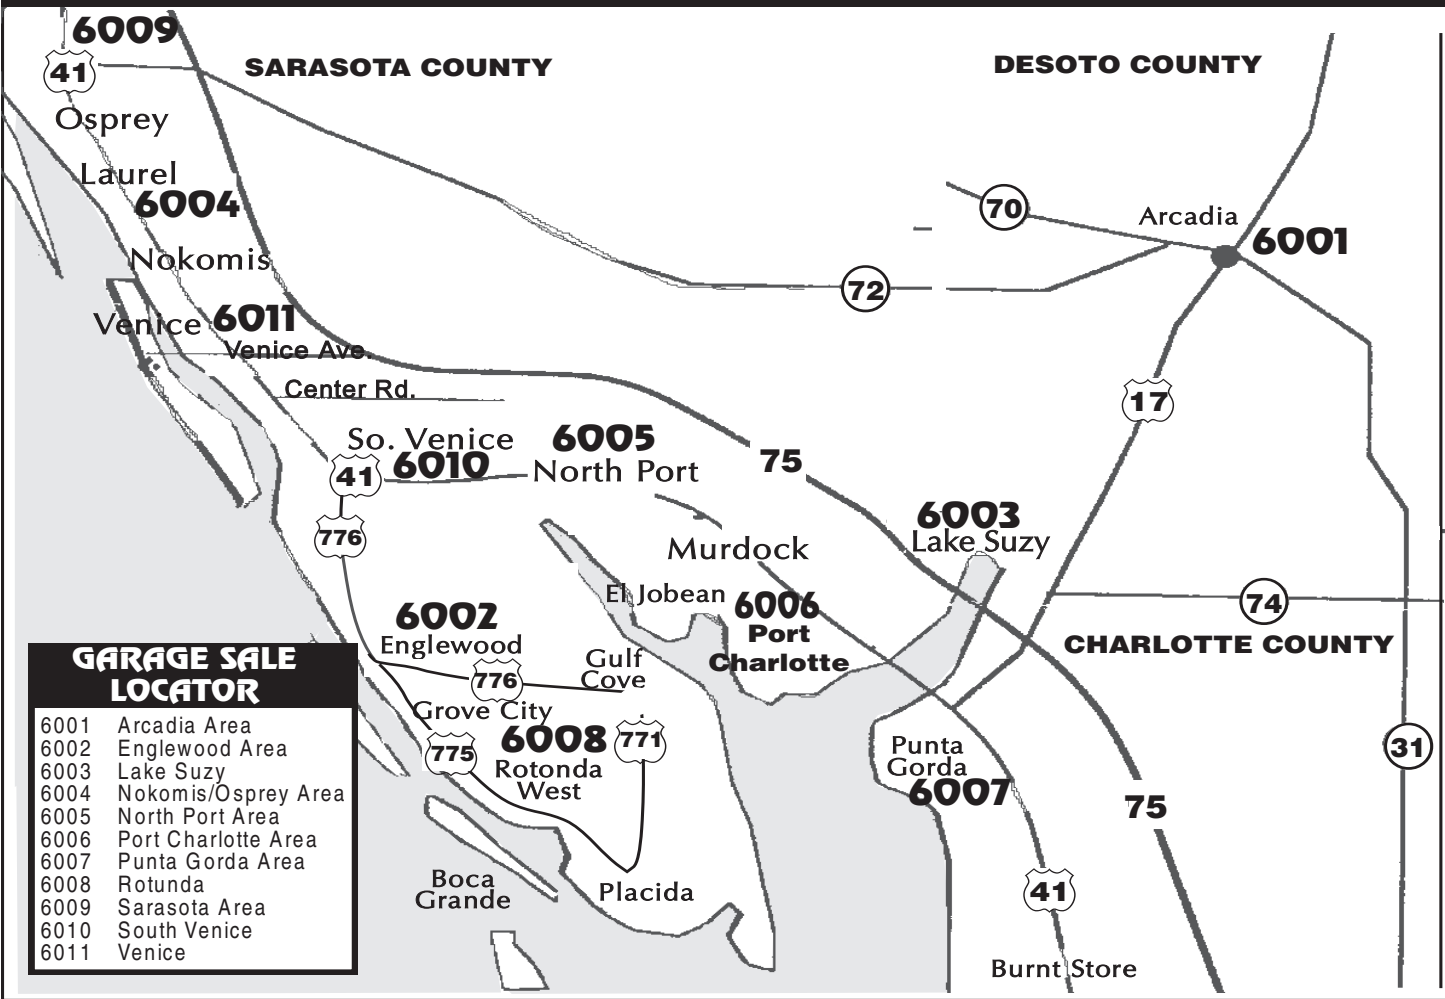 6009
41
SARASOTA COUNTY
DESOTO COUNTY
Osprey
Laurel
6004
70
Arcadia
6001
Nokomis
72
Venice 6011
Venice Ave.
Center Rd.
17
So. Venice
6005
41
6010
North Port
75
776
6003
Lake Suzy
Murdock
El Jobean
6006
Port
Charlotte
74
CHARLOTTE COUNTY
6002
Englewood
776
Gulf
Cove
Grove City
775
6008
771
Rotonda
West
Punta
Gorda
6007
31
75
Boca
Grande
Placida
41
Burnt Store
GARAGE SALE
LOCATOR
6001 Arcadia Area
6002 Englewood Area
6003 Lake Suzy
6004 Nokomis/Osprey Area
6005 North Port Area
6006 Port Charlotte Area
6007 Punta Gorda Area
6008 Rotunda
6009 Sarasota Area
6010 South Venice
6011 Venice